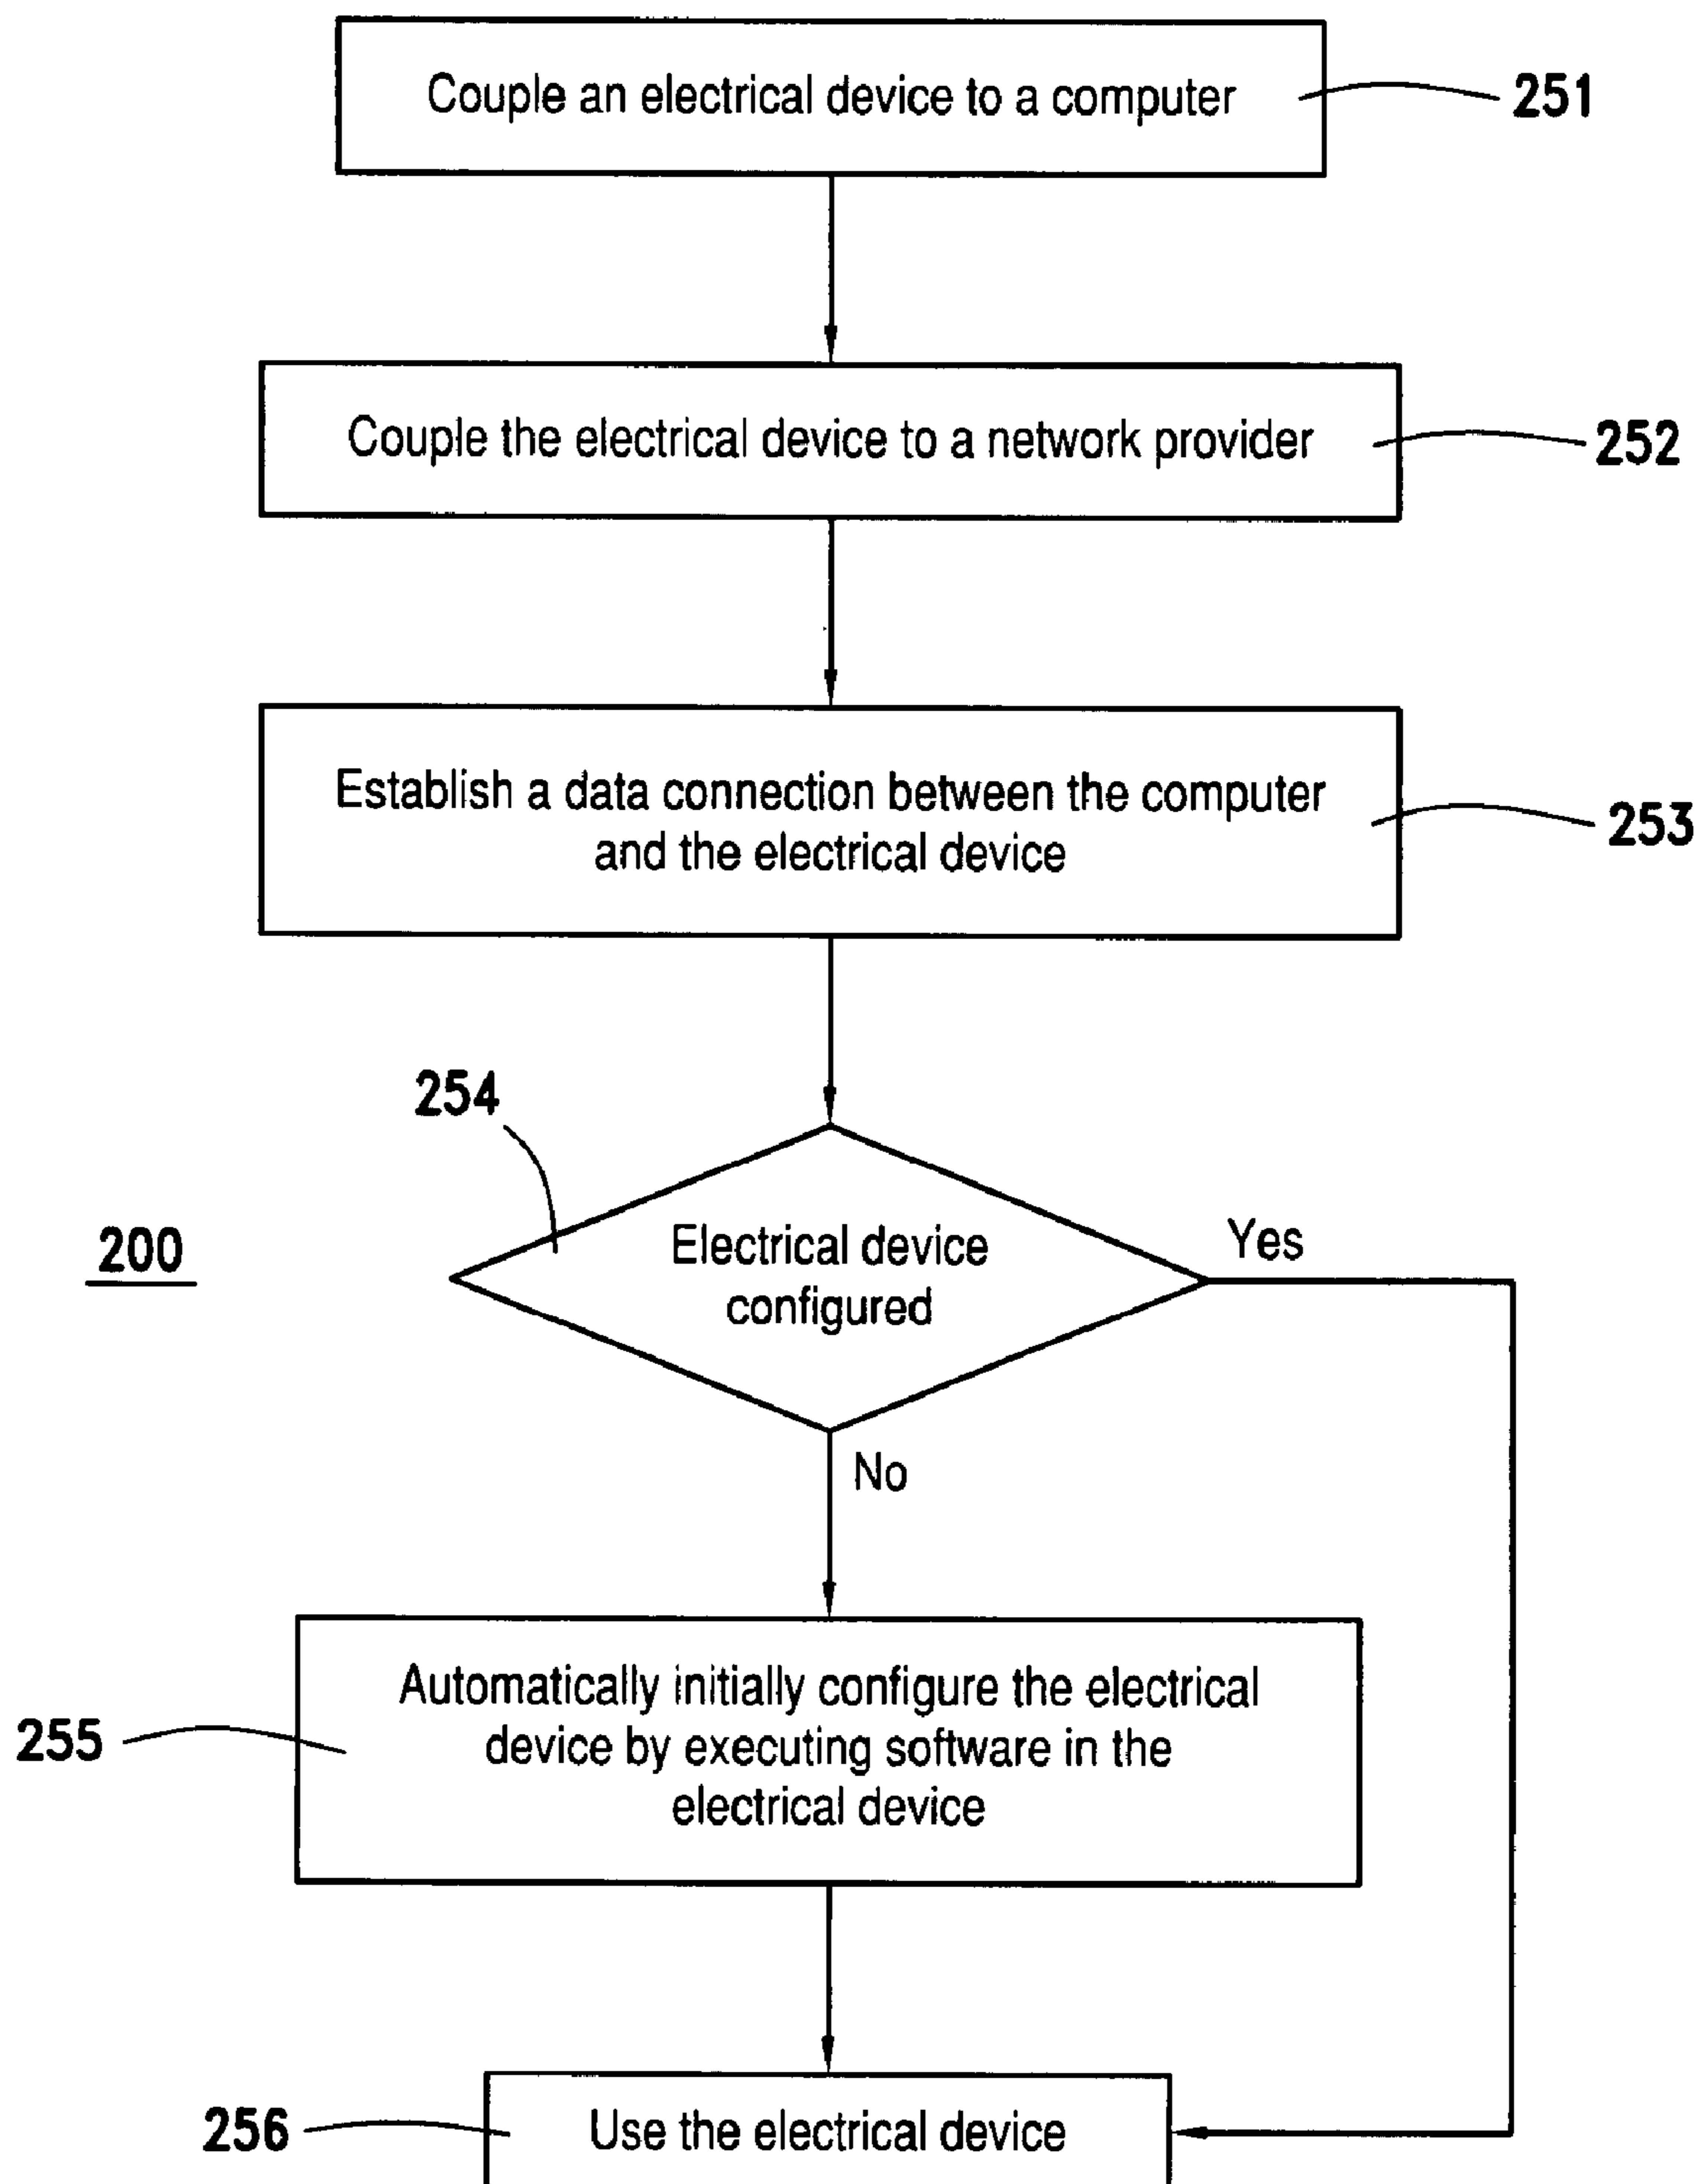 Couple an electrical device to a computer
251
Couple the electrical device to a network provider
252
Establish a data connection between the computer
and the electrical device
253
254
200
Electrical device
configured
Yes
No
Automatically initially configure the electrical
device by executing software in the
electrical device
255
256
Use the electrical device